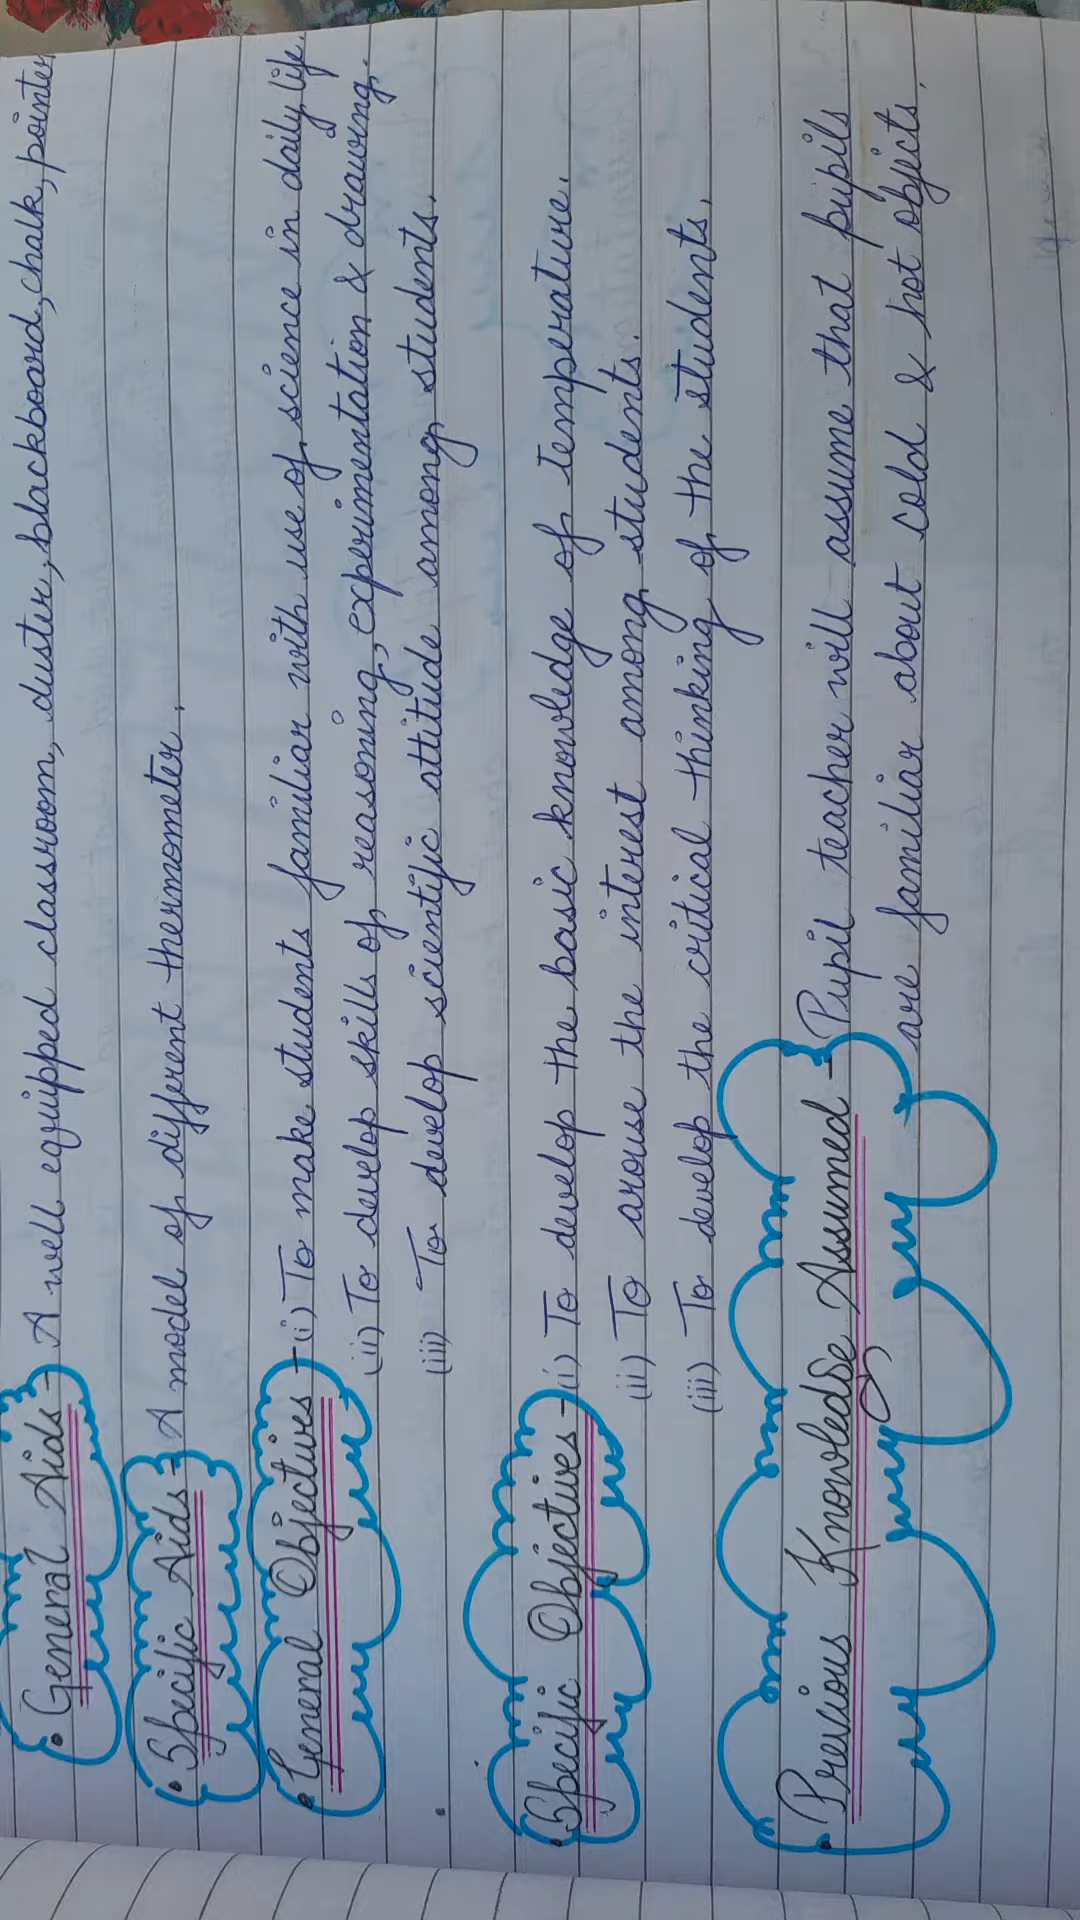 • General Aids → A well equipped classroom, duster, blackboard, chalk, pointer
• Specific Aids → A model of different thermometer.
• General Objectives → (i) To make students familiar with use of science in daily life.
(ii) To develop skills of reasoning, experimentation & drawing.
(iii) To develop scientific attitude among students.
• Specific Objectives → (i) To develop the basic knowledge of temperature.
(ii) To arouse the interest among students.
(iii) To develop the critical thinking of the students.
• Previous Knowledge Assumed → Pupil teacher will assume that pupils
are familiar about cold & hot objects.